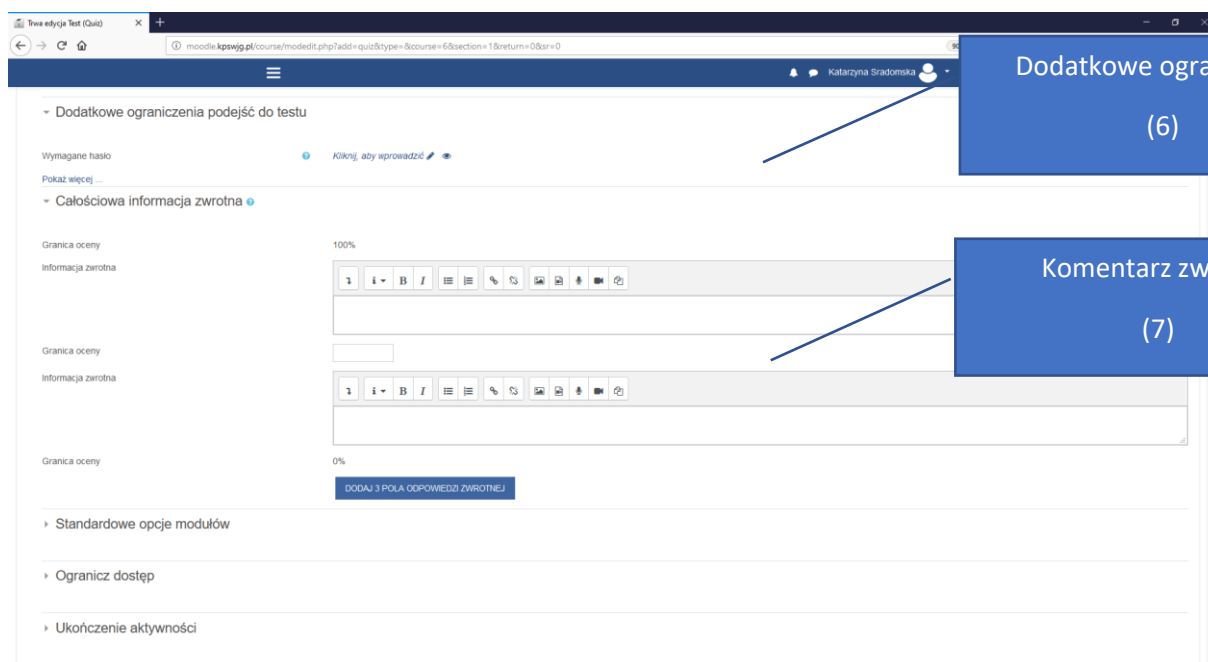 Trwa edycja Test (Quiz)
moodle.kpswjg.pl/course/modedit.php?add=quiz&type=&course=6&section=1&return=0&sr=0
90
Katarzyna Sradomska
Dodatkowe ogra
(6)
Dodatkowe ograniczenia podejść do testu
Wymagane hasło Kliknij, aby wprowadzić
Pokaż więcej ...
Całościowa informacja zwrotna
Granica oceny 100%
Informacja zwrotna
i B I
Komentarz zw
(7)
Granica oceny
Informacja zwrotna
i B I
Granica oceny 0%
DODAJ 3 POLA ODPOWIEDZI ZWROTNEJ
Standardowe opcje modułów
Ogranicz dostęp
Ukończenie aktywności